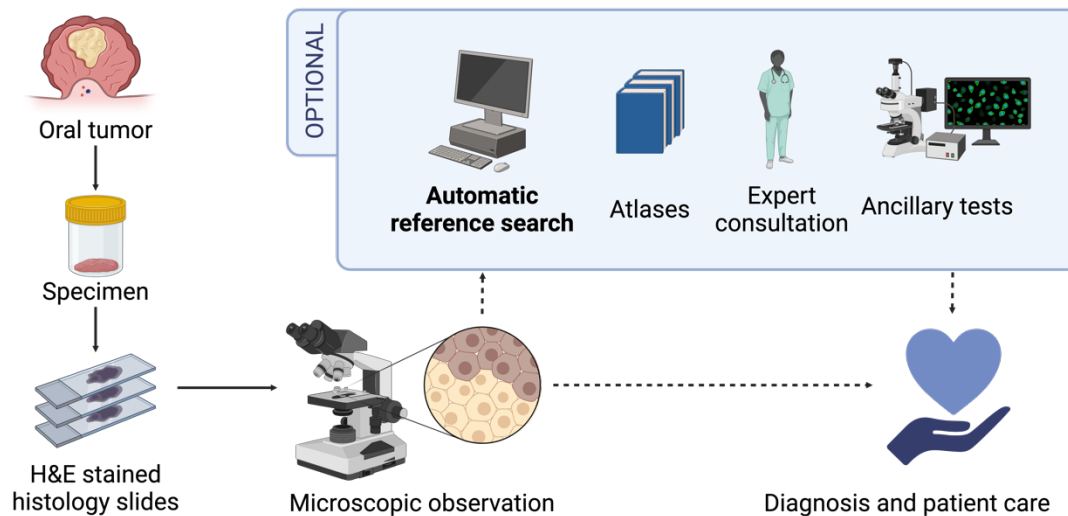 OPTIONAL
Oral tumor
Automatic
reference search
Atlases
Expert
consultation
Ancillary tests
Specimen
H&E stained
histology slides
Microscopic observation
Diagnosis and patient care